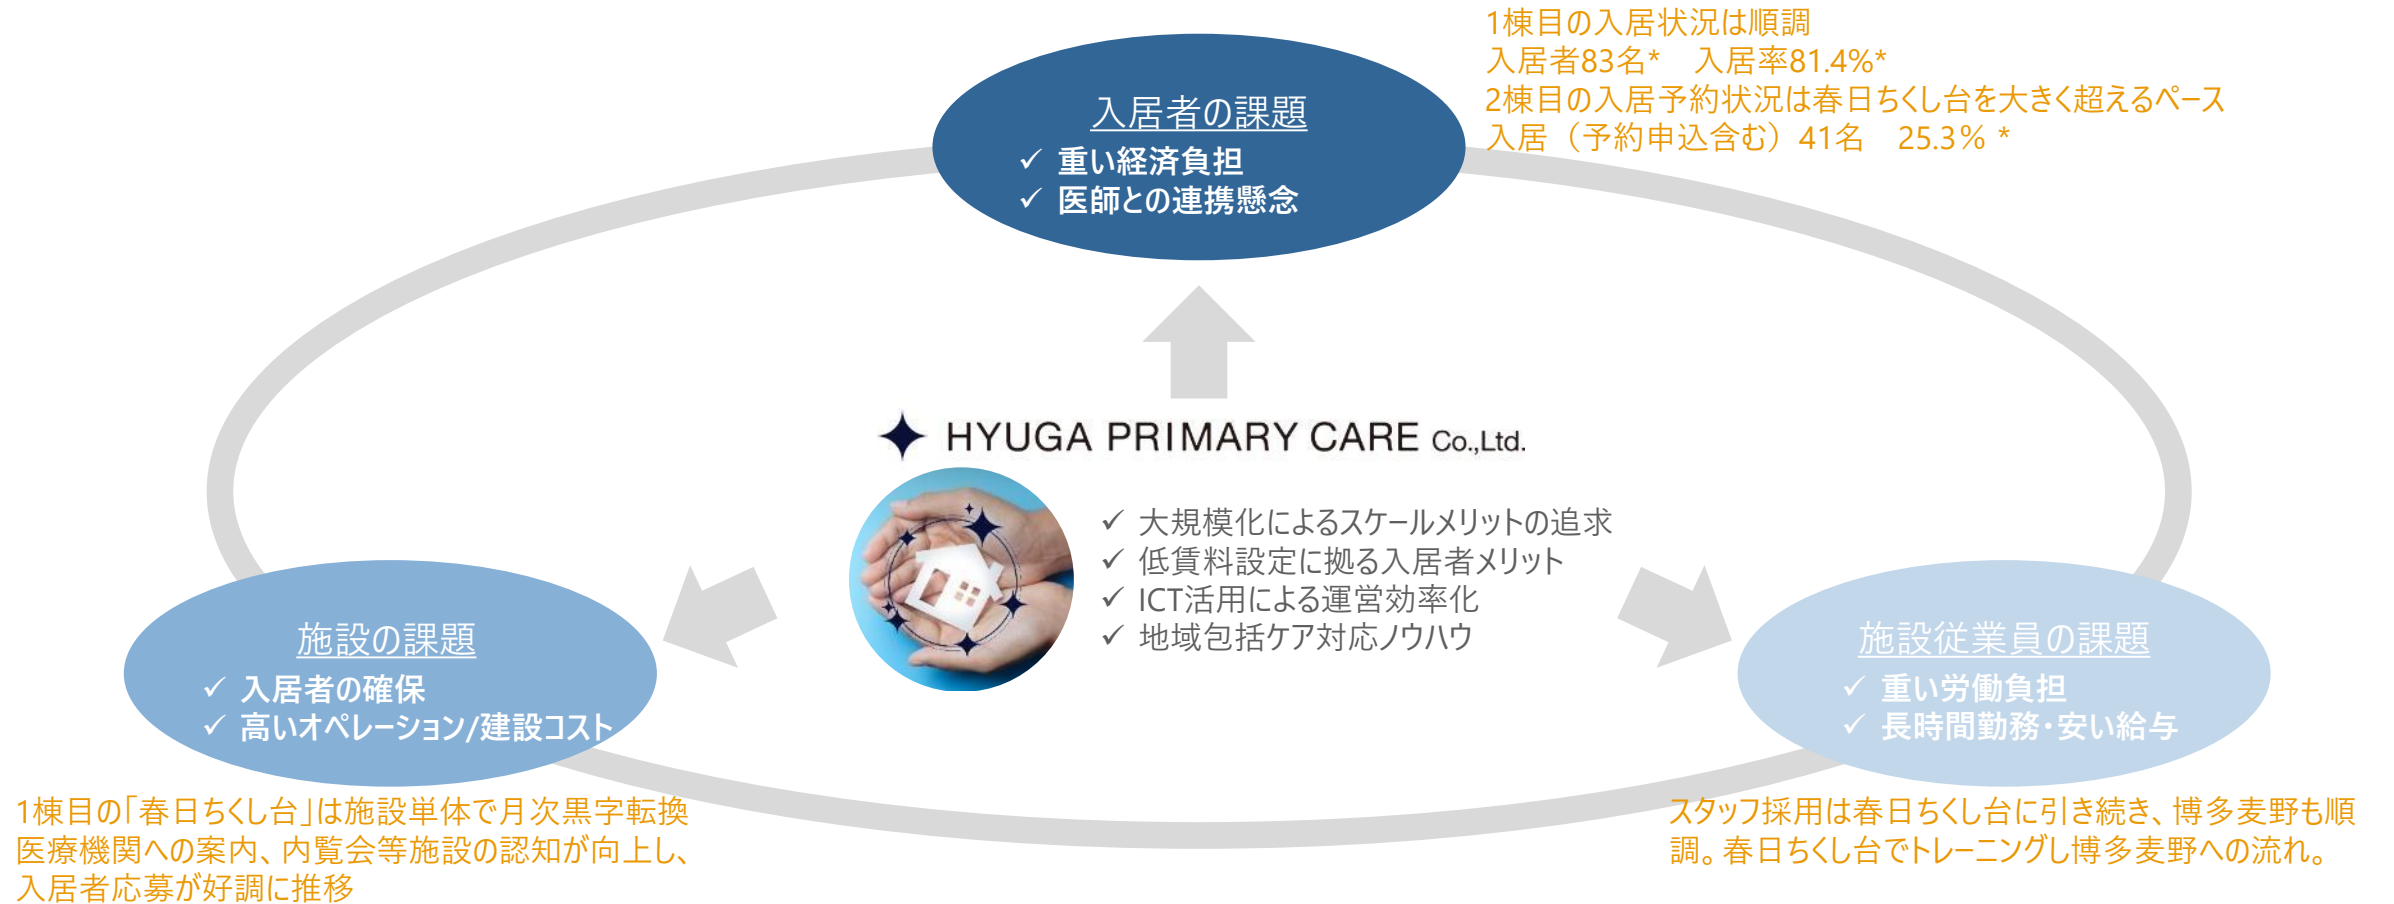 1棟目の入居状況は順調
入居者83名*　入居率81.4%*
2棟目の入居予約状況は春日ちくし台を大きく超えるペース
入居（予約申込含む）41名　25.3％ *
入居者の課題
✓ 重い経済負担
✓ 医師との連携懸念
HYUGA PRIMARY CARE Co.,Ltd.
✓ 大規模化によるスケールメリットの追求
✓ 低賃料設定に拠る入居者メリット
✓ ICT活用による運営効率化
✓ 地域包括ケア対応ノウハウ
施設の課題
✓ 入居者の確保
✓ 高いオペレーション/建設コスト
施設従業員の課題
✓ 重い労働負担
✓ 長時間勤務・安い給与
1棟目の「春日ちくし台」は施設単体で月次黒字転換
医療機関への案内、内覧会等施設の認知が向上し、
入居者応募が好調に推移
スタッフ採用は春日ちくし台に引き続き、博多麦野も順
調。春日ちくし台でトレーニングし博多麦野への流れ。